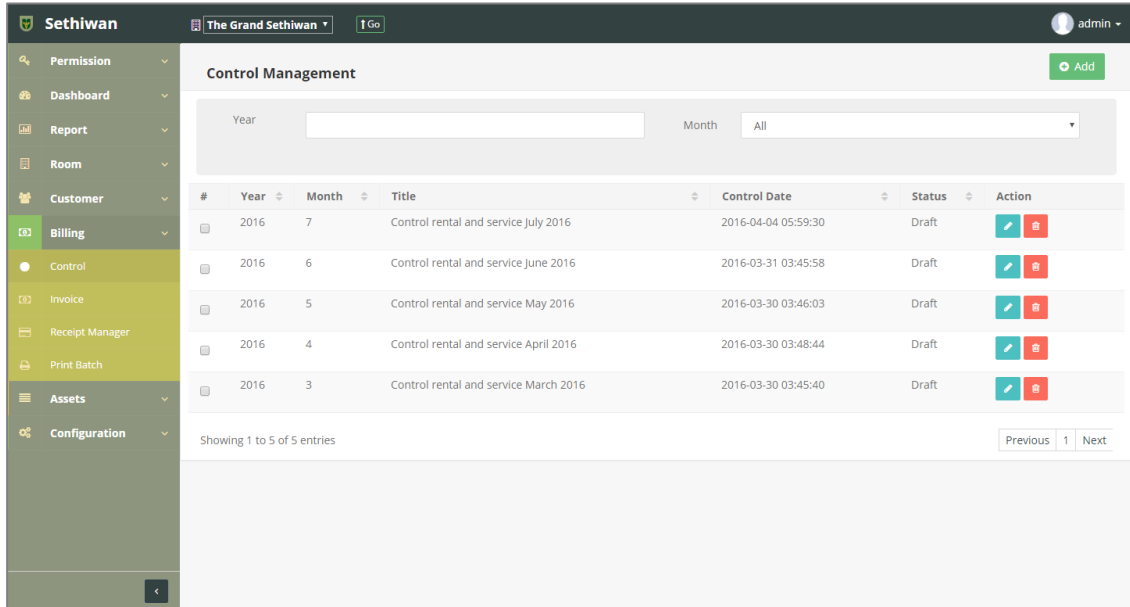 Sethiwan
The Grand Sethiwan
Go
admin
Permission
Dashboard
Report
Room
Customer
Billing
Control
Invoice
Receipt Manager
Print Batch
Assets
Configuration
Control Management
Add
Year
Month All
# Year Month Title Control Date Status Action
2016 7 Control rental and service July 2016 2016-04-04 05:59:30 Draft
2016 6 Control rental and service June 2016 2016-03-31 03:45:58 Draft
2016 5 Control rental and service May 2016 2016-03-30 03:46:03 Draft
2016 4 Control rental and service April 2016 2016-03-30 03:48:44 Draft
2016 3 Control rental and service March 2016 2016-03-30 03:45:40 Draft
Showing 1 to 5 of 5 entries
Previous 1 Next